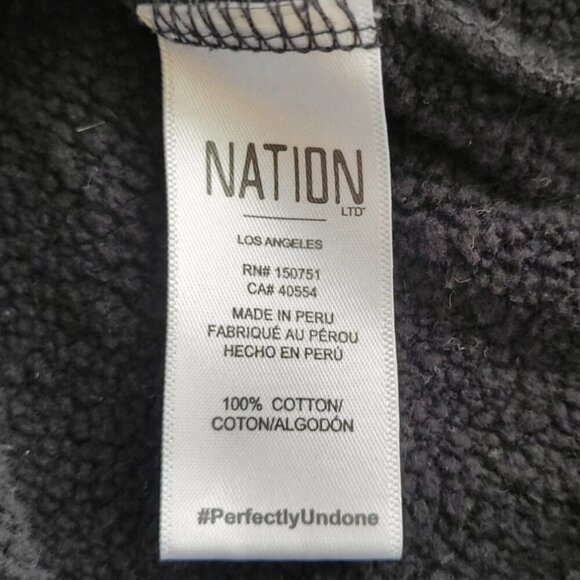 NATION
LTD
LOS ANGELES
RN# 150751
CA# 40554
MADE IN PERU
FABRIQUÉ AU PÉROU
HECHO EN PERÚ
100% COTTON/
COTON/ALGODÓN
#PerfectlyUndone